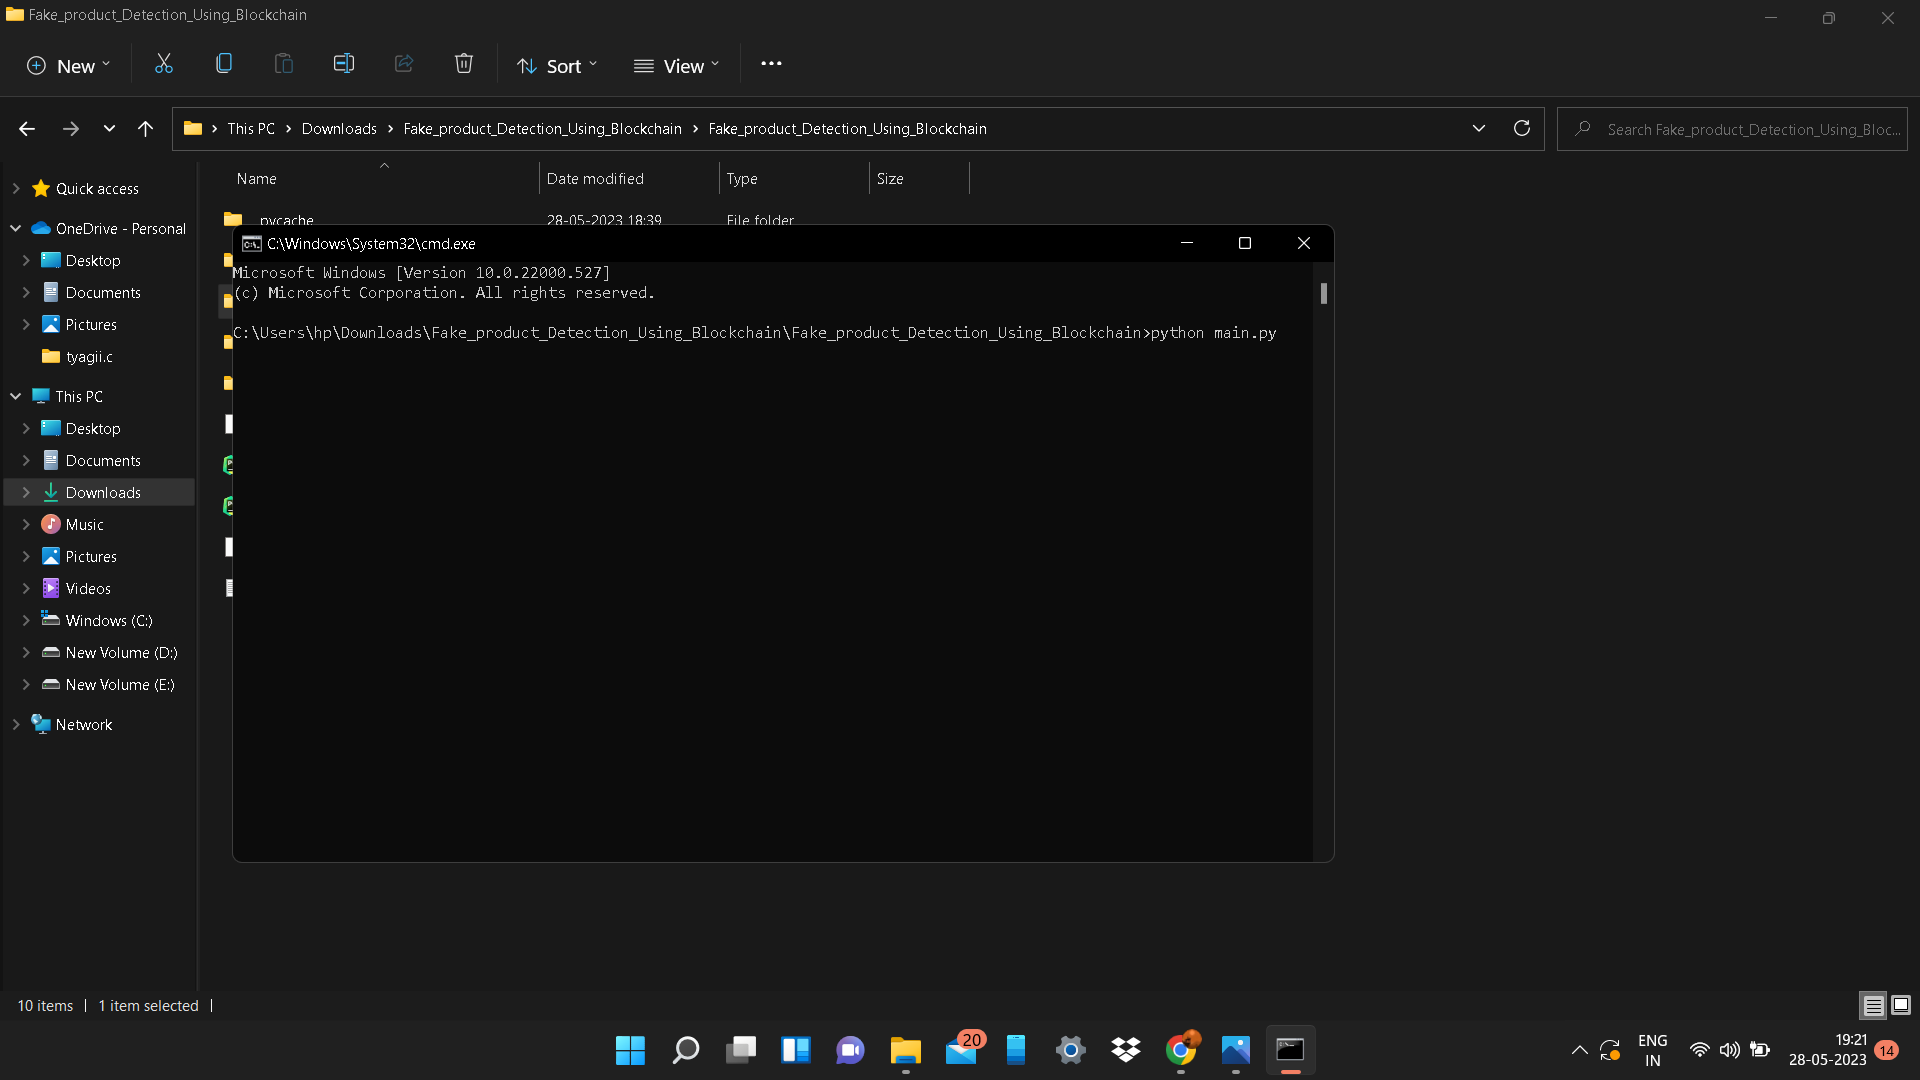 Fake_product_Detection_Using_Blockchain
New
Sort
View
This PC
Downloads
Fake_product_Detection_Using_Blockchain
Fake_product_Detection_Using_Blockchain
Search Fake_product_Detection_Using_Bloc...
Name
Date modified
Type
Size
Quick access
OneDrive - Personal
Desktop
Documents
Pictures
tyagii.c
This PC
Desktop
Documents
Downloads
Music
Pictures
Videos
Windows (C:)
New Volume (D:)
New Volume (E:)
Network
pycache
28-05-2023 18:39
File folder
C:\Windows\System32\cmd.exe
Microsoft Windows [Version 10.0.22000.527]
(c) Microsoft Corporation. All rights reserved.
C:\Users\hp\Downloads\Fake_product_Detection_Using_Blockchain\Fake_product_Detection_Using_Blockchain>python main.py
10 items
1 item selected
20
ENG
IN
19:21
28-05-2023
14